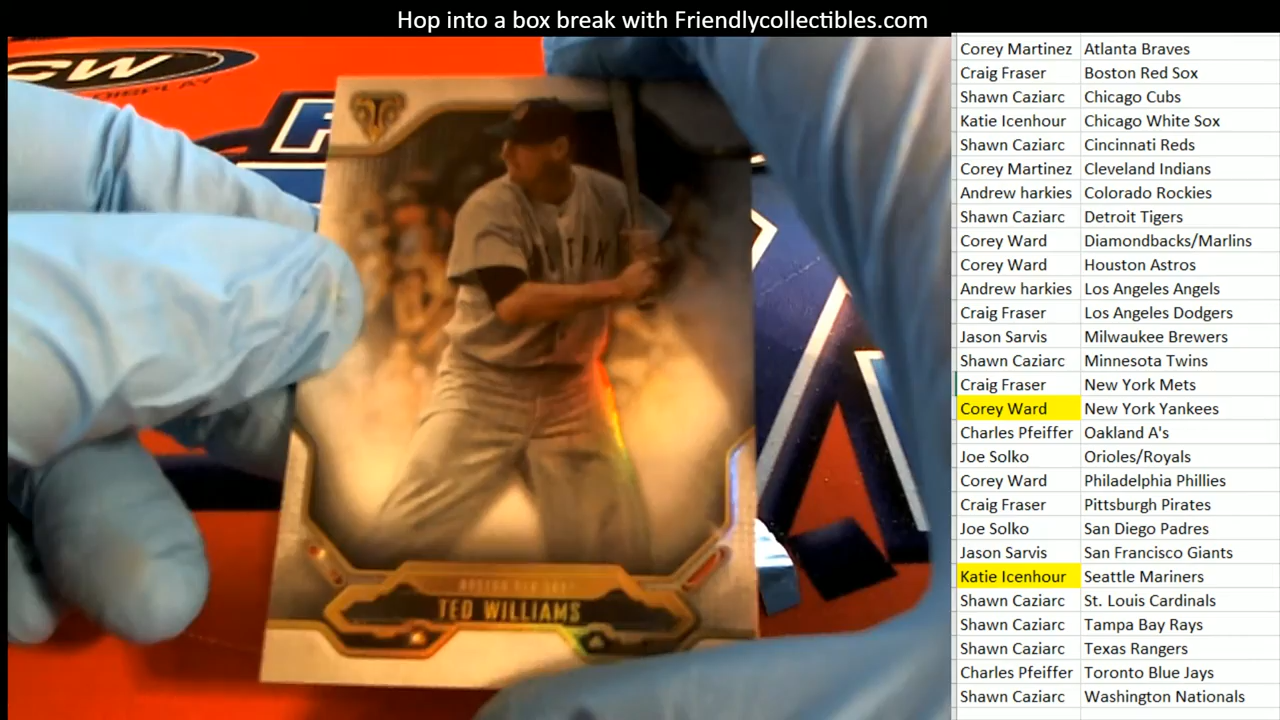 Hop into a box break with Friendlycollectibles.com
CW
DISPLAY
BOSTON RED SOX
TED WILLIAMS
Corey Martinez Atlanta Braves
Craig Fraser Boston Red Sox
Shawn Caziarc Chicago Cubs
Katie Icenhour Chicago White Sox
Shawn Caziarc Cincinnati Reds
Corey Martinez Cleveland Indians
Andrew harkies Colorado Rockies
Shawn Caziarc Detroit Tigers
Corey Ward Diamondbacks/Marlins
Corey Ward Houston Astros
Andrew harkies Los Angeles Angels
Craig Fraser Los Angeles Dodgers
Jason Sarvis Milwaukee Brewers
Shawn Caziarc Minnesota Twins
Craig Fraser New York Mets
Corey Ward New York Yankees
Charles Pfeiffer Oakland A's
Joe Solko Orioles/Royals
Corey Ward Philadelphia Phillies
Craig Fraser Pittsburgh Pirates
Joe Solko San Diego Padres
Jason Sarvis San Francisco Giants
Katie Icenhour Seattle Mariners
Shawn Caziarc St. Louis Cardinals
Shawn Caziarc Tampa Bay Rays
Shawn Caziarc Texas Rangers
Charles Pfeiffer Toronto Blue Jays
Shawn Caziarc Washington Nationals